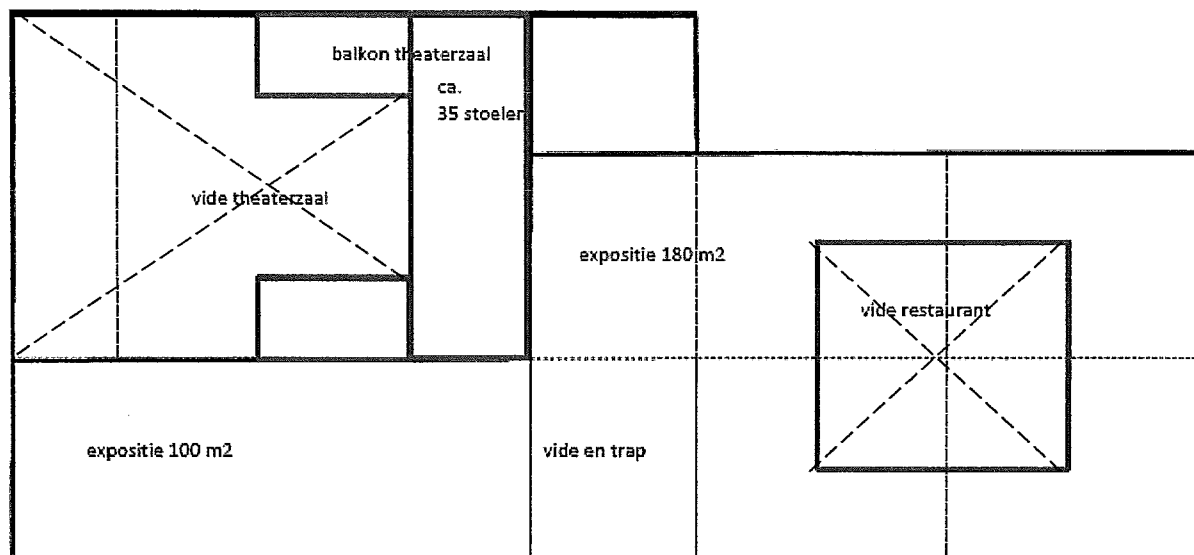 balkon theaterzaal
ca.
35 stoelen
vide theaterzaal
expositie 180 m2
vide restaurant
expositie 100 m2
vide en trap